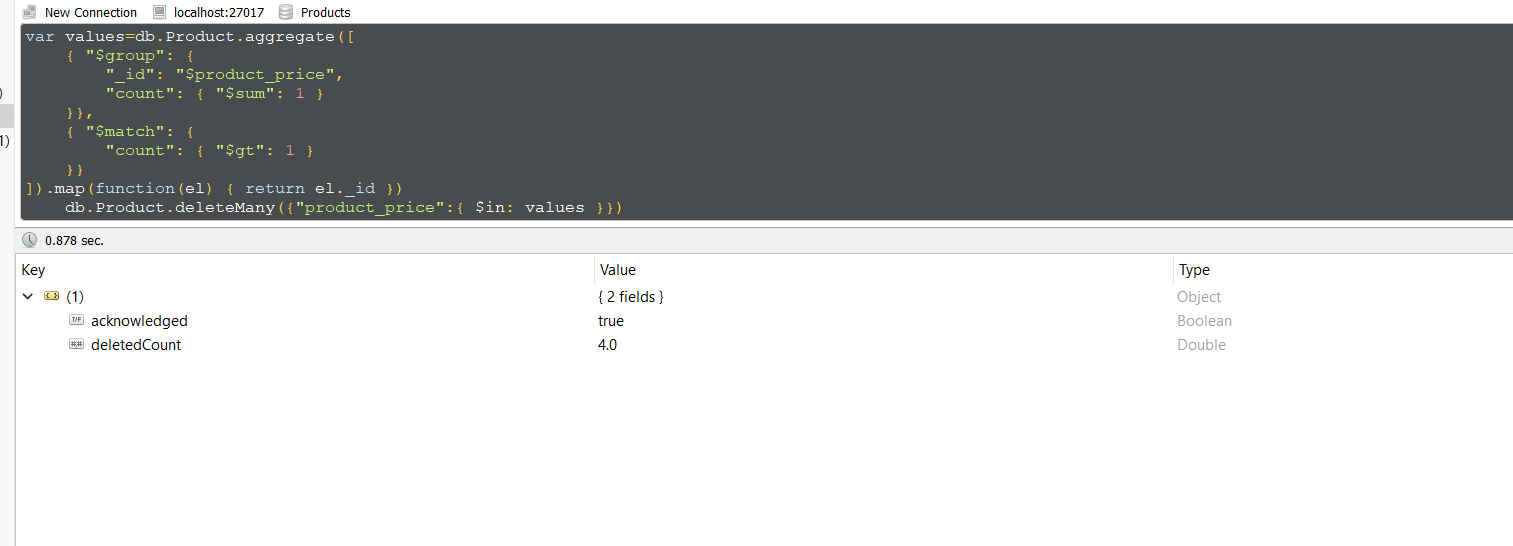 New Connection localhost:27017 Products
var values=db.Product.aggregate([
    { "$group": {
        "_id": "$product_price",
        "count": { "$sum": 1 }
    }},
    { "$match": {
        "count": { "$gt": 1 }
    }}
]).map(function(el) { return el._id })
    db.Product.deleteMany({"product_price":{ $in: values }})
)
1)
0.878 sec.
Key Value Type
(1) { 2 fields } Object
T/F acknowledged true Boolean
#.# deletedCount 4.0 Double